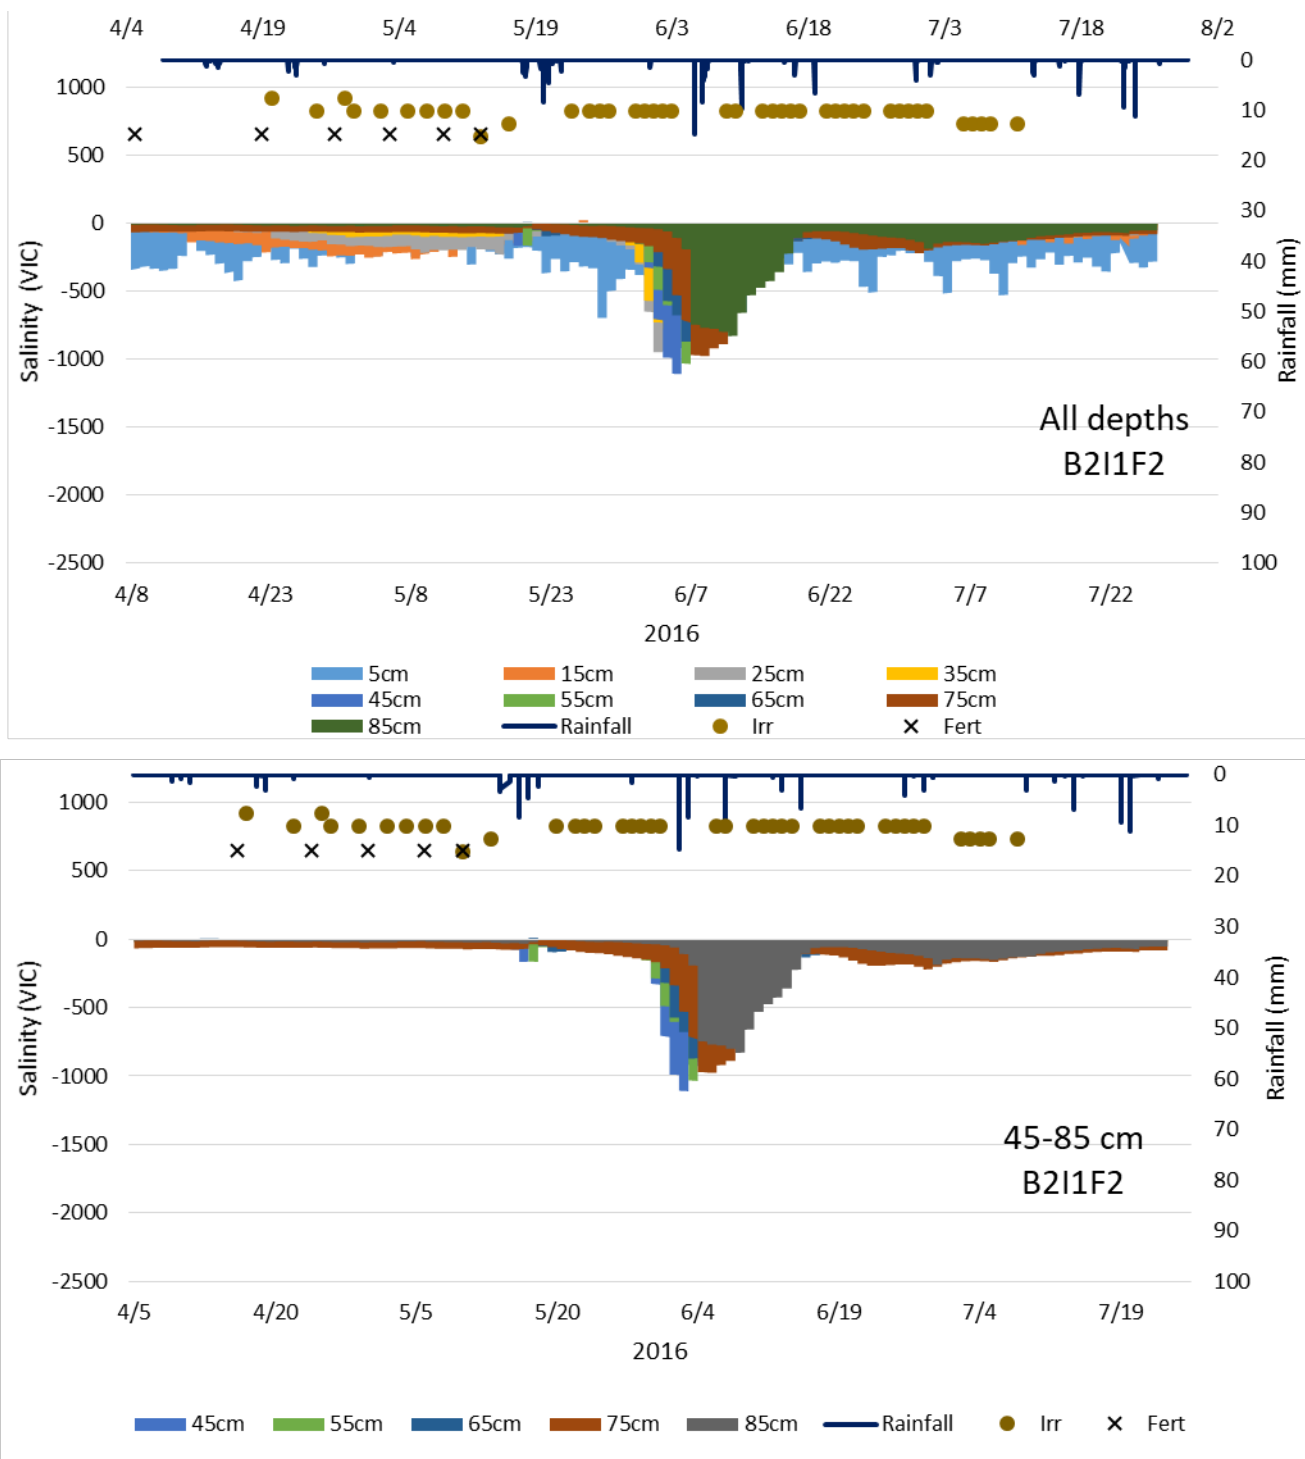 4/4 4/19 5/4 5/19 6/3 6/18 7/3 7/18 8/2
1000
500
0
-500
-1000
-1500
-2000
-2500
Salinity (VIC)
0
10
20
30
40
50
60
70
80
90
100
Rainfall (mm)
All depths
B2I1F2
4/8 4/23 5/8 5/23 6/7 6/22 7/7 7/22
2016
5cm 15cm 25cm 35cm
45cm 55cm 65cm 75cm
85cm Rainfall Irr Fert
1000
500
0
-500
-1000
-1500
-2000
-2500
Salinity (VIC)
0
10
20
30
40
50
60
70
80
90
100
Rainfall (mm)
45-85 cm
B2I1F2
4/5 4/20 5/5 5/20 6/4 6/19 7/4 7/19
2016
45cm 55cm 65cm 75cm 85cm Rainfall Irr Fert